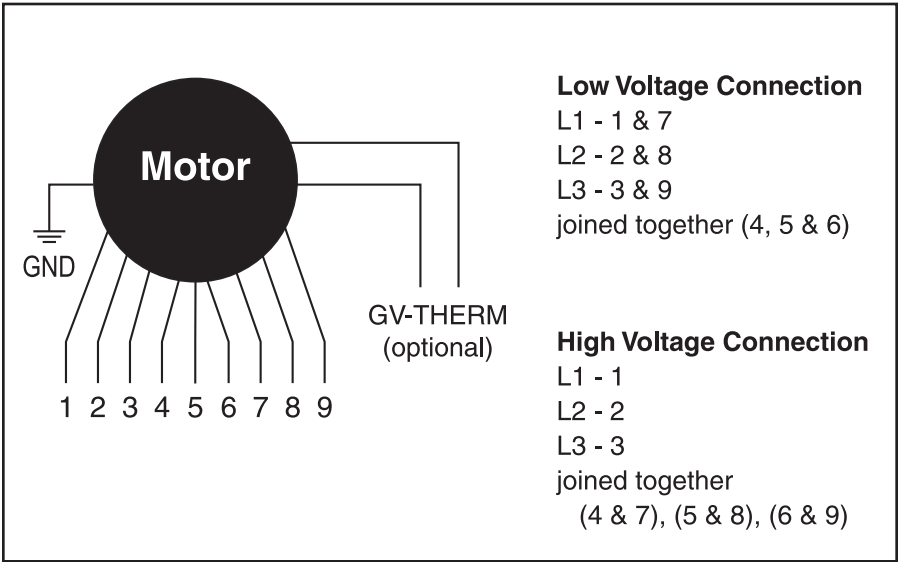 Motor
GND
1 2 3 4 5 6 7 8 9
GV-THERM
(optional)
Low Voltage Connection
L1 - 1 & 7
L2 - 2 & 8
L3 - 3 & 9
joined together (4, 5 & 6)
High Voltage Connection
L1 - 1
L2 - 2
L3 - 3
joined together
(4 & 7), (5 & 8), (6 & 9)